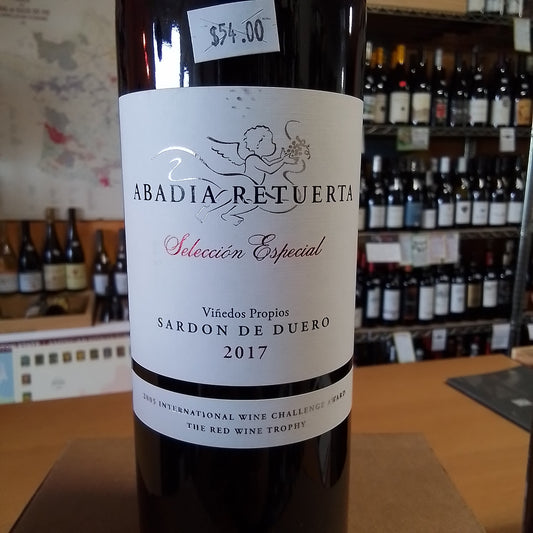 $54.00
ABADIA RETUERTA
Selección Especial
Viñedos Propios
SARDON DE DUERO
2017
2005 INTERNATIONAL WINE CHALLENGE AWARD
THE RED WINE TROPHY